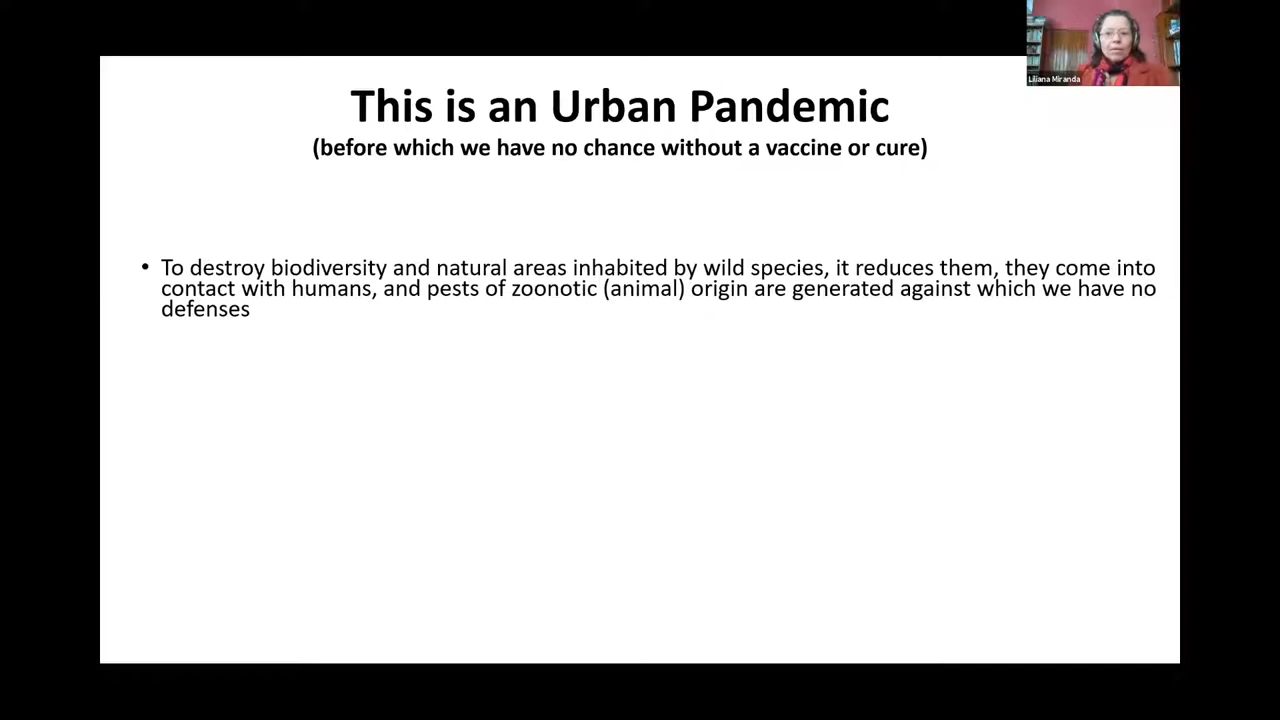 Liliana Miranda
This is an Urban Pandemic
(before which we have no chance without a vaccine or cure)
• To destroy biodiversity and natural areas inhabited by wild species, it reduces them, they come into
contact with humans, and pests of zoonotic (animal) origin are generated against which we have no
defenses